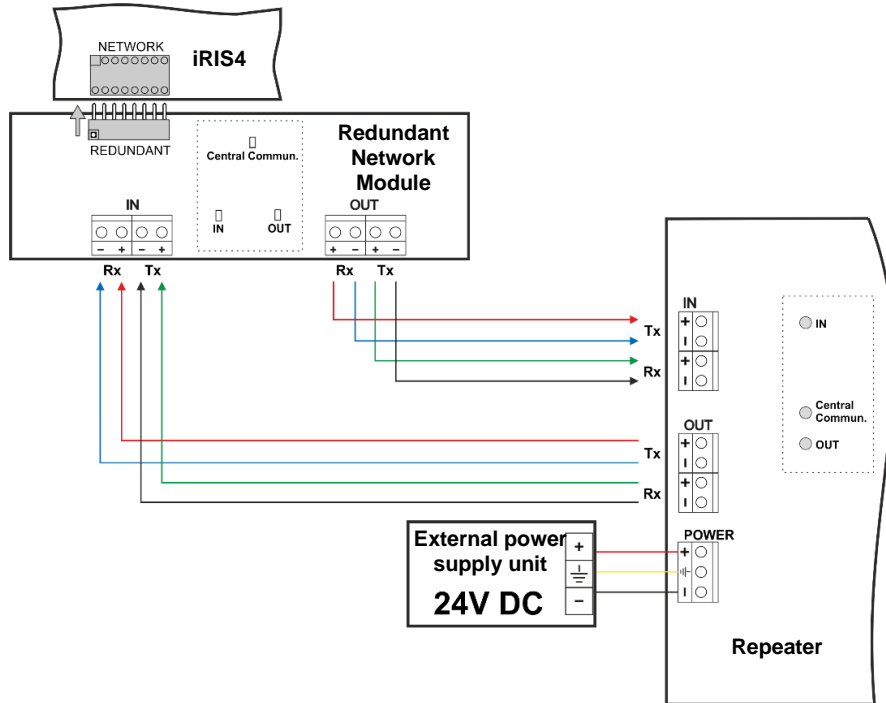 NETWORK
iRIS4
REDUNDANT
Central Commun.
IN
OUT
Redundant
Network
Module
IN
− + − +
Rx Tx
OUT
+ − + −
Rx Tx
IN
Tx
+
I
Rx
+
I
OUT
Tx
+
I
Rx
+
I
POWER
+
I
IN
Central
Commun.
OUT
External power
supply unit
24V DC
+
−
Repeater